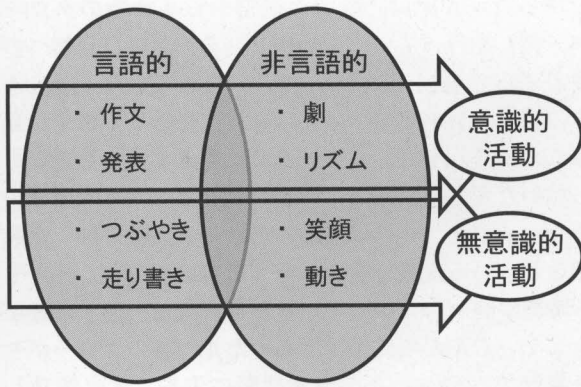 言語的
非言語的
・ 作文
・ 劇
・ 発表
・ リズム
意識的
活動
・ つぶやき
・ 笑顔
・ 走り書き
・ 動き
無意識的
活動